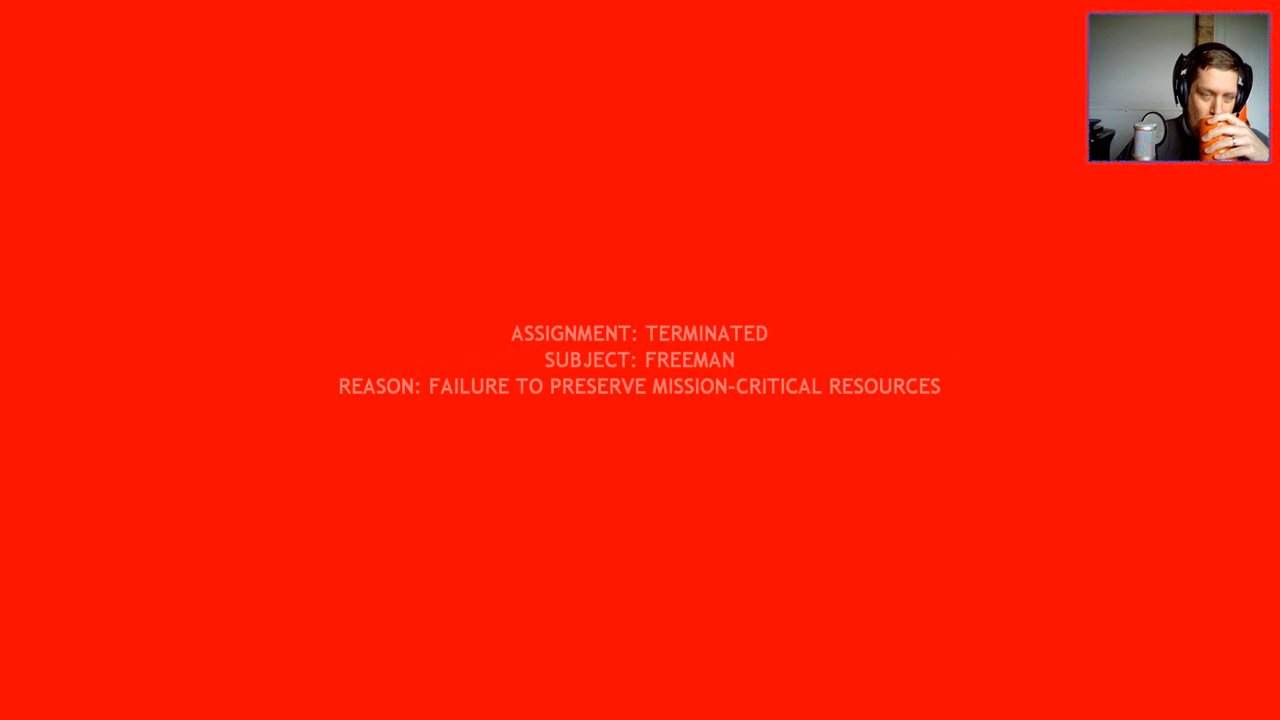 ASSIGNMENT: TERMINATED
SUBJECT: FREEMAN
REASON: FAILURE TO PRESERVE MISSION-CRITICAL RESOURCES